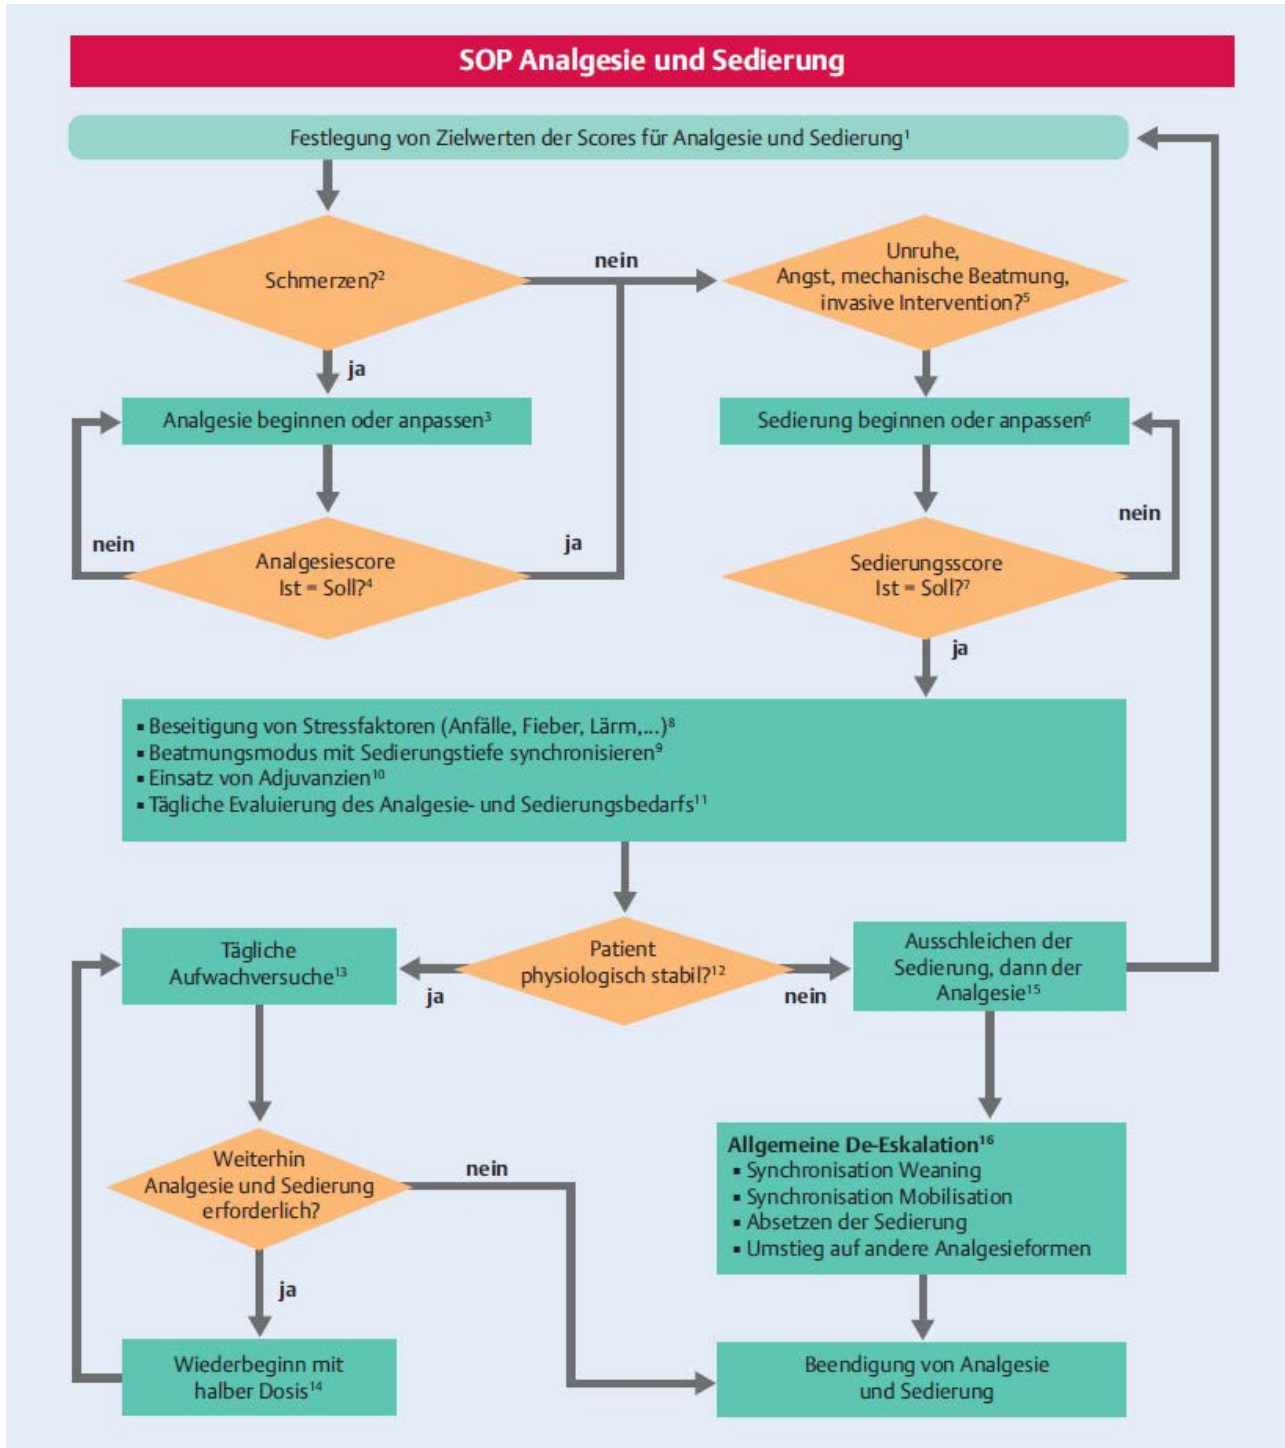 SOP Analgesie und Sedierung
Festlegung von Zielwerten der Scores für Analgesie und Sedierung¹
Schmerzen?²
nein
Unruhe,
Angst, mechanische Beatmung,
invasive Intervention?⁵
ja
Analgesie beginnen oder anpassen³
Sedierung beginnen oder anpassen⁶
nein
Analgesiescore
Ist = Soll?⁴
ja
Sedierungsscore
Ist = Soll?⁷
nein
ja
▪ Beseitigung von Stressfaktoren (Anfälle, Fieber, Lärm,...)⁸
▪ Beatmungsmodus mit Sedierungstiefe synchronisieren⁹
▪ Einsatz von Adjuvanzien¹⁰
▪ Tägliche Evaluierung des Analgesie- und Sedierungsbedarfs¹¹
Tägliche
Aufwachversuche¹³
ja
Patient
physiologisch stabil?¹²
nein
Ausschleichen der
Sedierung, dann der
Analgesie¹⁵
Weiterhin
Analgesie und Sedierung
erforderlich?
nein
Allgemeine De-Eskalation¹⁶
▪ Synchronisation Weaning
▪ Synchronisation Mobilisation
▪ Absetzen der Sedierung
▪ Umstieg auf andere Analgesieformen
ja
Wiederbeginn mit
halber Dosis¹⁴
Beendigung von Analgesie
und Sedierung